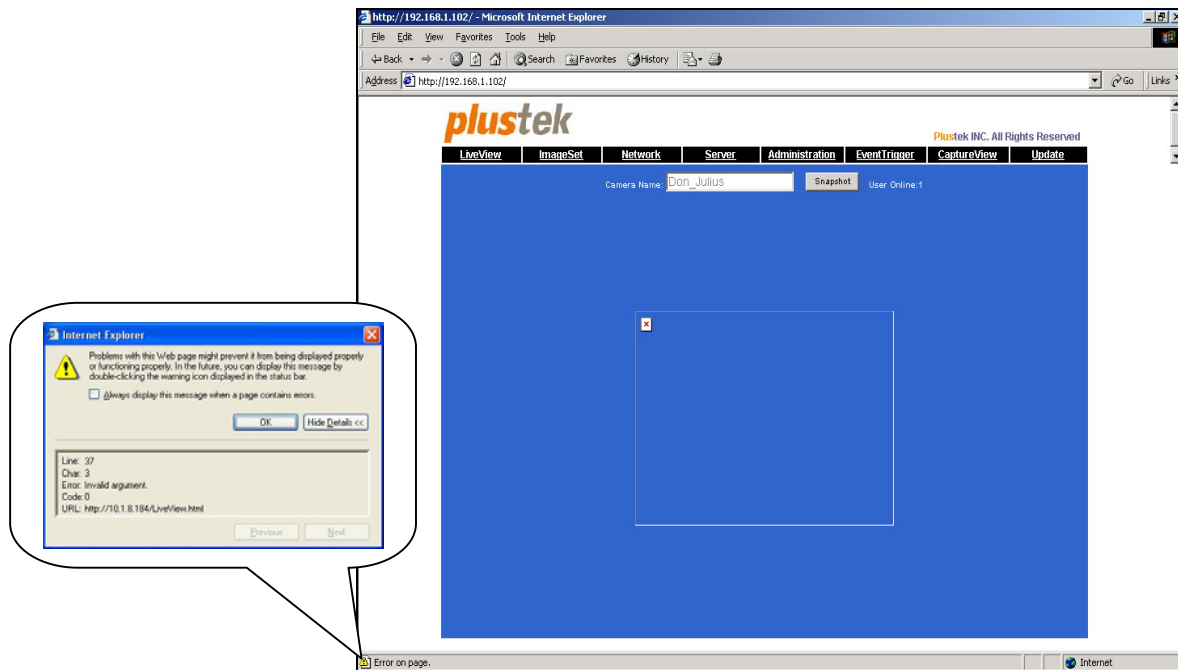 http://192.168.1.102/ - Microsoft Internet Explorer
File Edit View Favorites Tools Help
Back Search Favorites History
Address http://192.168.1.102/ Go Links
plustek
Plustek INC. All Rights Reserved
LiveView ImageSet Network Server Administration EventTrigger CaptureView Update
Camera Name: Don_Julius Snapshot User Online:1
Internet Explorer
Problems with this Web page might prevent it from being displayed properly
or functioning properly. In the future, you can display this message by
double-clicking the warning icon displayed in the status bar.
Always display this message when a page contains errors.
OK Hide Details <<
Line: 37
Char: 3
Error: Invalid argument.
Code: 0
URL: http://10.1.8.184/LiveView.html
Previous Next
Error on page. Internet